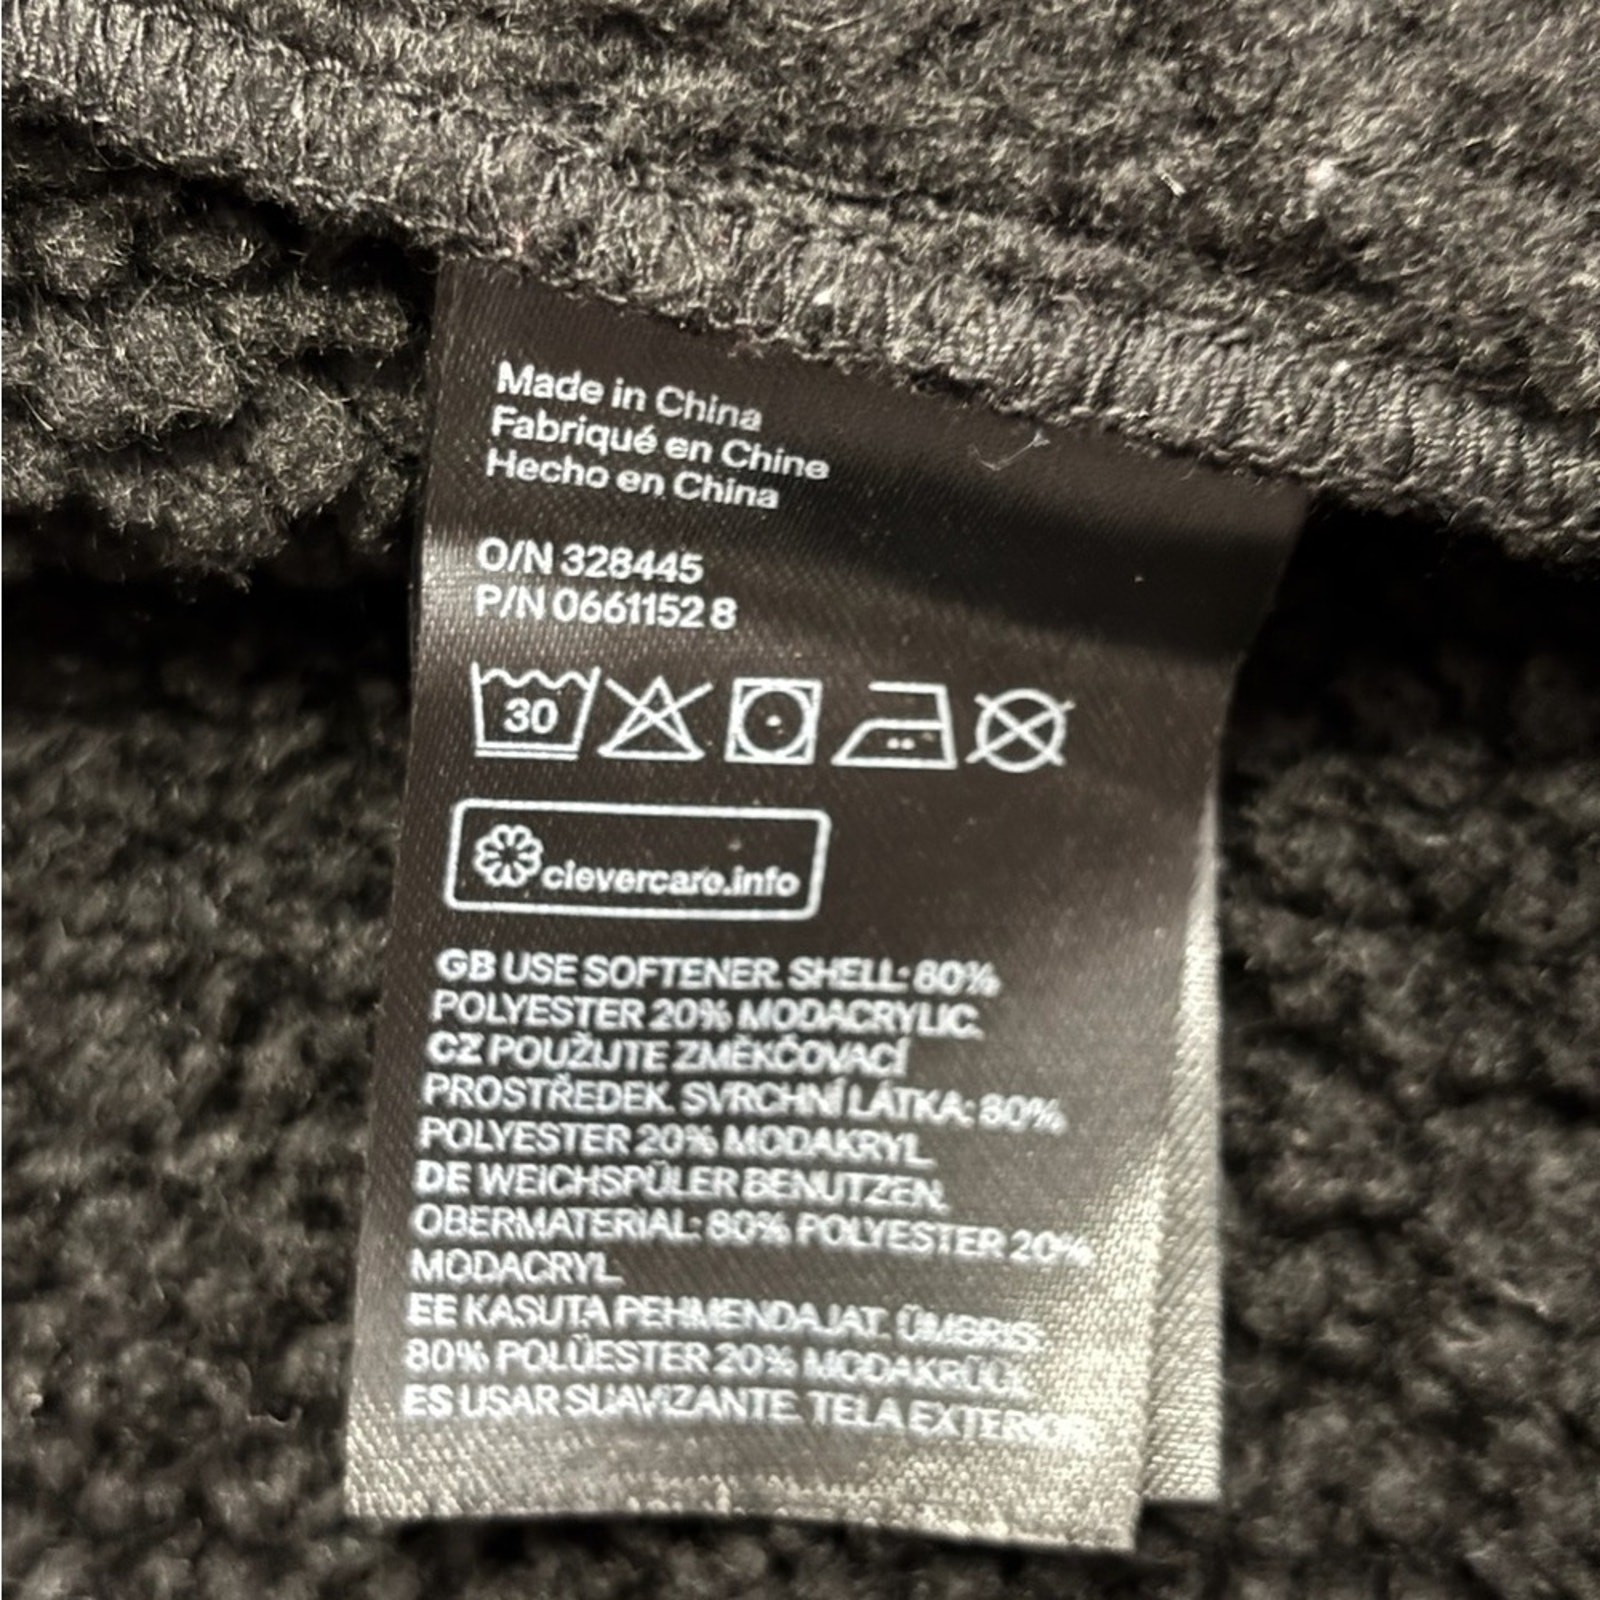 Made in China
Fabriqué en Chine
Hecho en China
O/N 328445
P/N 0661152 8
30
clevercare.info
GB USE SOFTENER. SHELL: 80%
POLYESTER 20% MODACRYLIC.
CZ POUŽIJTE ZMĚKČOVACÍ
PROSTŘEDEK. SVRCHNÍ LÁTKA: 80%
POLYESTER 20% MODAKRYL.
DE WEICHSPÜLER BENUTZEN.
OBERMATERIAL: 80% POLYESTER 20%
MODACRYL.
EE KASUTA PEHMENDAJAT. ÜMBRIS:
80% POLÜESTER 20% MODAKRÜÜL.
ES USAR SUAVIZANTE. TELA EXTERIOR: